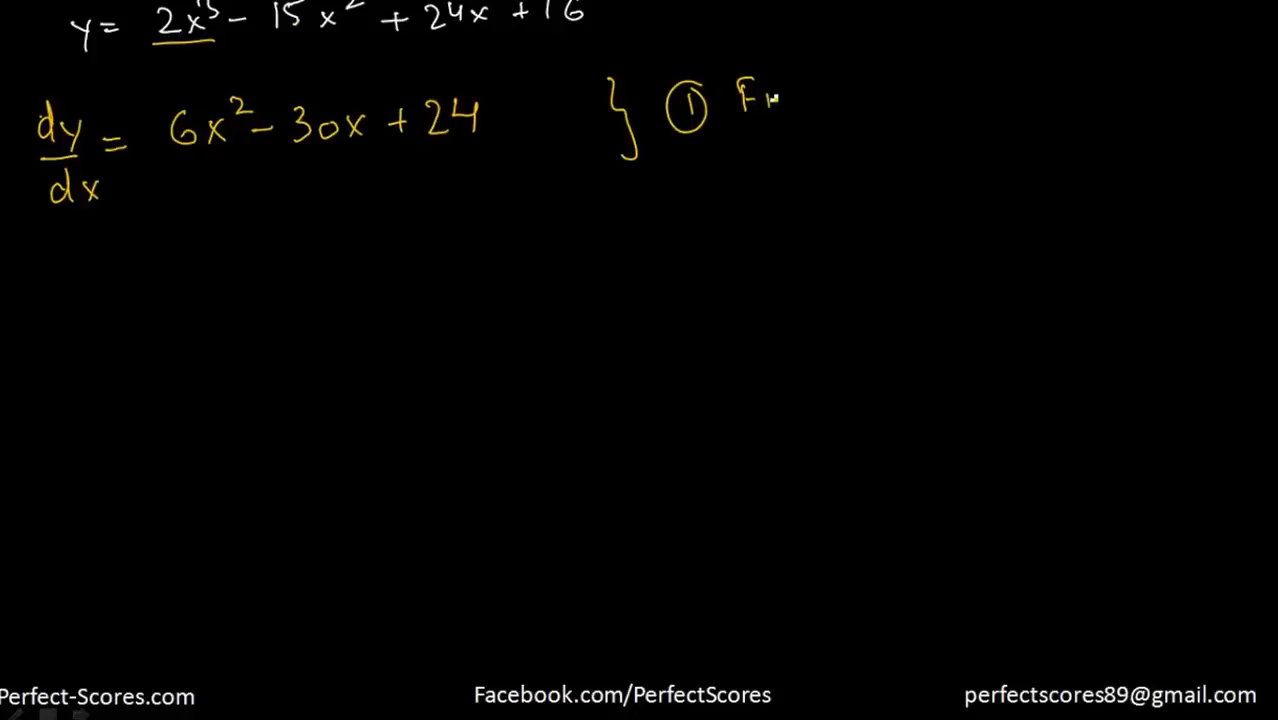 y = 2x³ - 15x² + 24x + 16
dy/dx = 6x² - 30x + 24 } ①
Perfect-Scores.com
Facebook.com/PerfectScores
perfectscores89@gmail.com